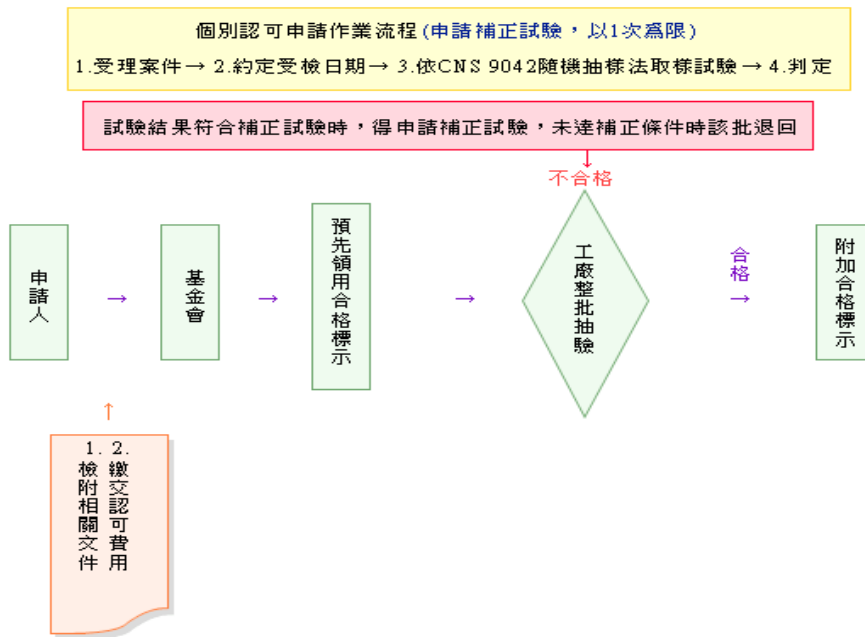 個別認可申請作業流程(申請補正試驗，以1次為限)
1.受理案件→ 2.約定受檢日期→ 3.依CNS 9042隨機抽樣法取樣試驗→ 4.判定
試驗結果符合補正試驗時，得申請補正試驗，未達補正條件時該批退回
不合格
申請人
→
基金會
→
預先領用合格標示
→
工廠整批抽驗
合格
→
附加合格標示
↑
1.檢附相關文件
2.繳交認可費用